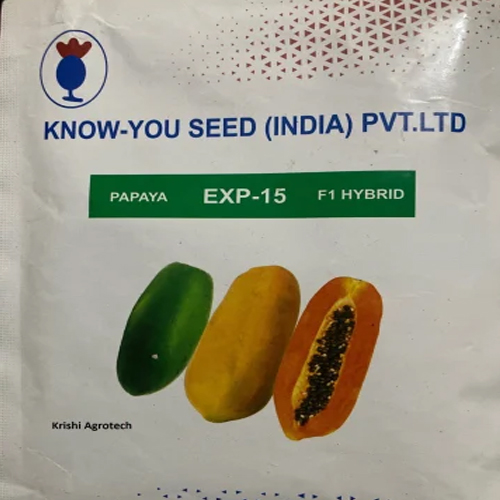 KNOW-YOU SEED (INDIA) PVT.LTD
PAPAYA EXP-15 F1 HYBRID
Krishi Agrotech